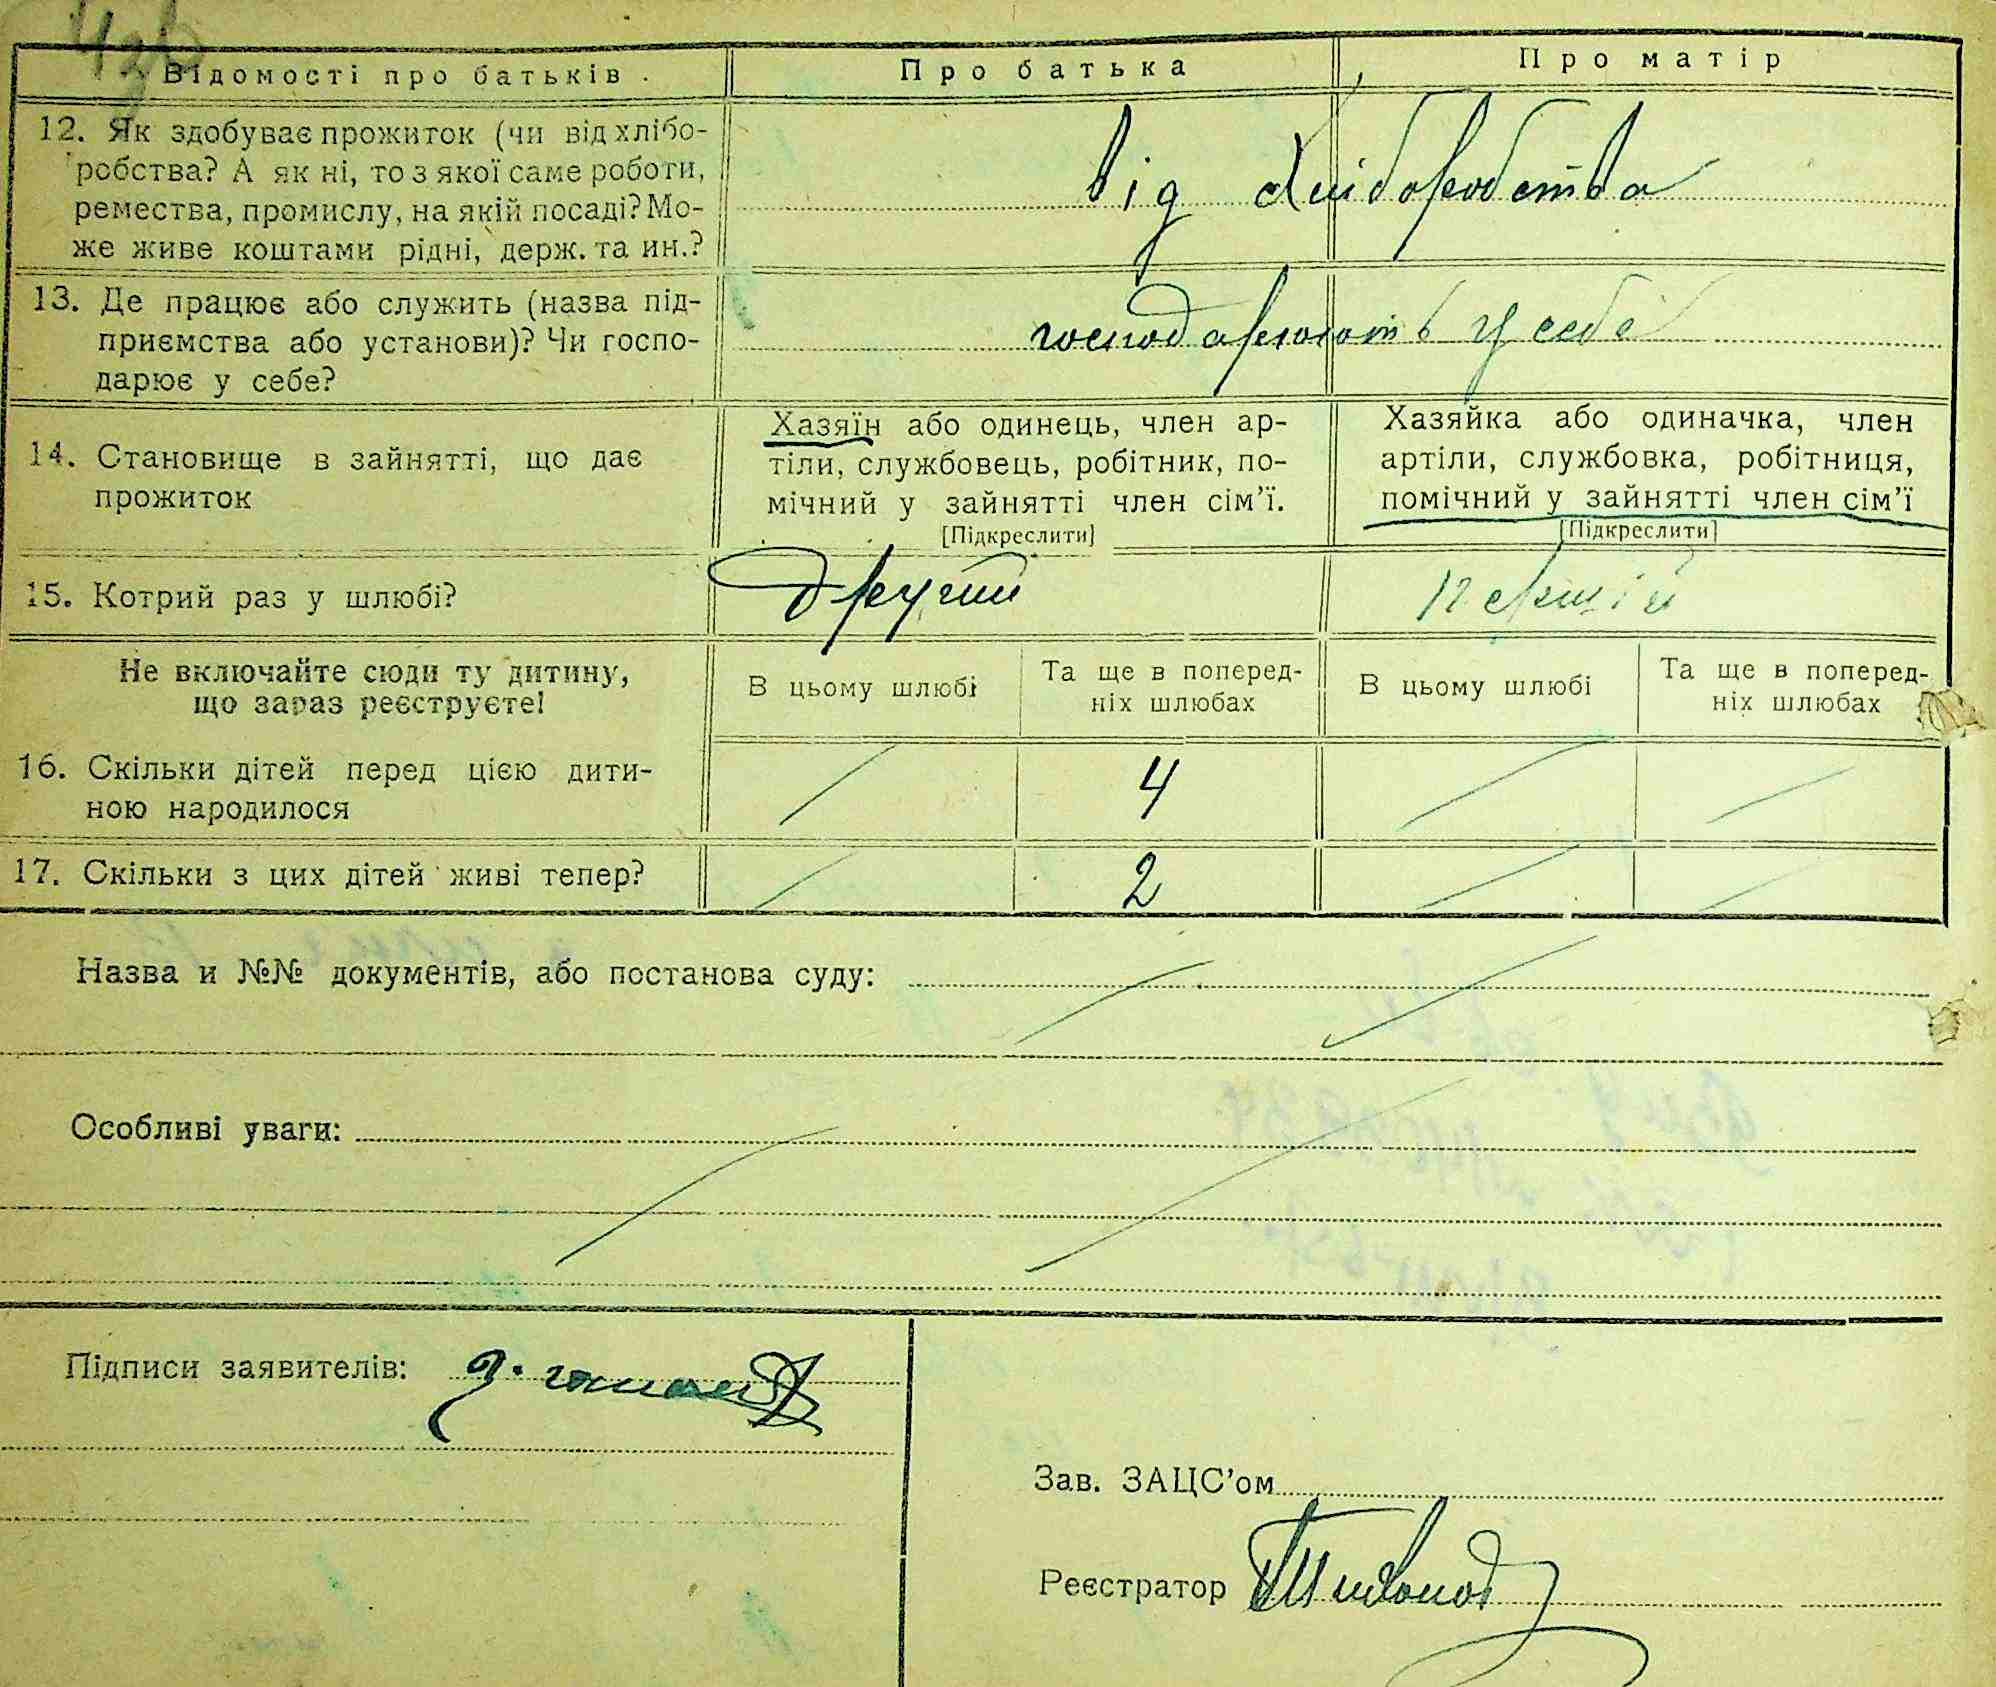 Відомості про батьків.
Про батька
Про матір
12. Як здобуває прожиток (чи від хлібо-
робства? А як ні, то з якої саме роботи,
ремества, промислу, на якій посаді? Мо-
же живе коштами рідні, держ. та ин.?
від хліборобства
13. Де працює або служить (назва під-
приємства або установи)? Чи госпо-
дарює у себе?
господарюють у себе
14. Становище в зайнятті, що дає
прожиток
Хазяїн або одинець, член ар-
тіли, службовець, робітник, по-
мічний у зайнятті член сім'ї.
[Підкреслити]
Хазяйка або одиначка, член
артіли, службовка, робітниця,
помічний у зайнятті член сім'ї
[Підкреслити]
15. Котрий раз у шлюбі?
другий
перший
Не включайте сюди ту дитину,
що зараз реєструєте!
В цьому шлюбі
Та ще в поперед-
ніх шлюбах
В цьому шлюбі
Та ще в поперед-
ніх шлюбах
16. Скільки дітей перед цією дити-
ною народилося
4
17. Скільки з цих дітей живі тепер?
2
Назва и №№ документів, або постанова суду:
Особливі уваги:
Підписи заявителів:
Зав. ЗАЦС'ом
Реєстратор